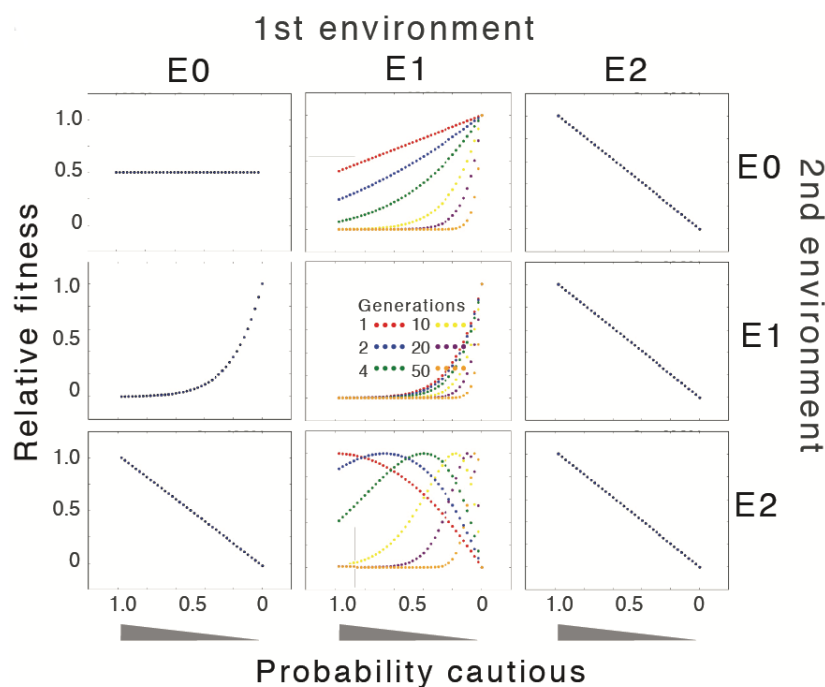 1st environment
E0 E1 E2
1.0
0.5
0
E0
1.0
0.5
0
Generations
1 10
2 20
4 50
E1
1.0
0.5
0
E2
1.0 0.5 0 1.0 0.5 0 1.0 0.5 0
Relative fitness
2nd environment
Probability cautious